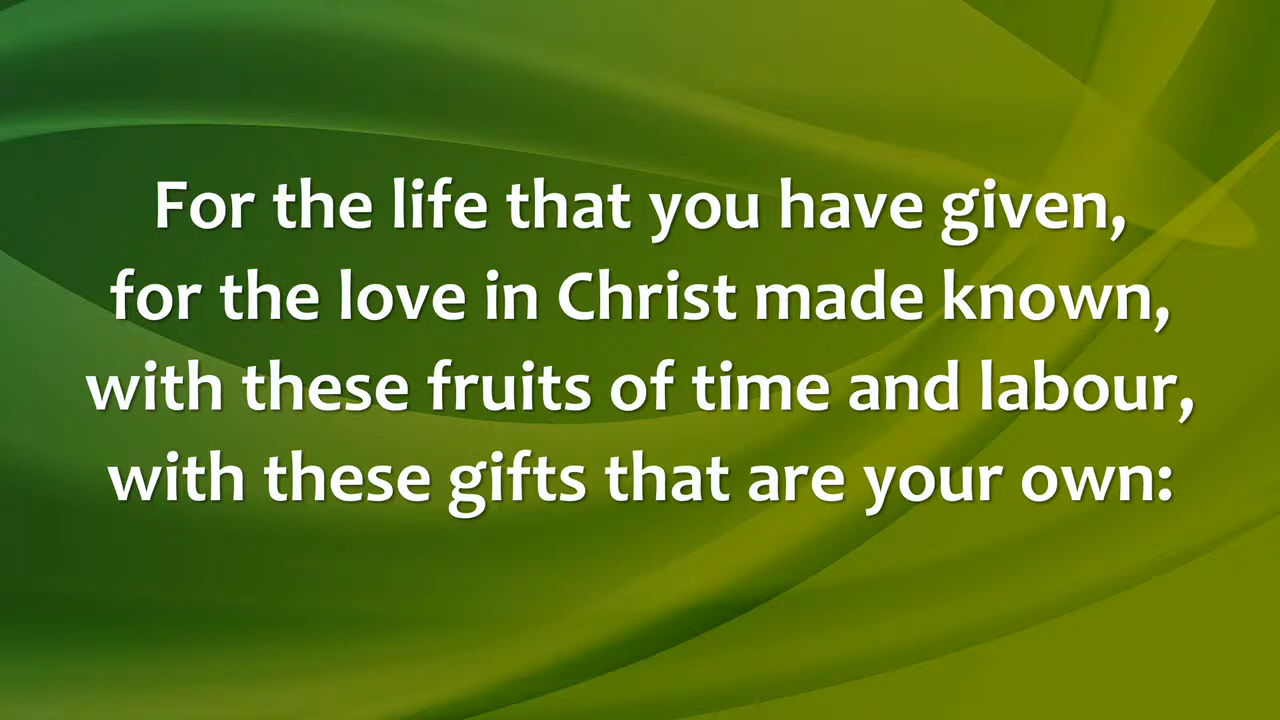 For the life that you have given,
for the love in Christ made known,
with these fruits of time and labour,
with these gifts that are your own: